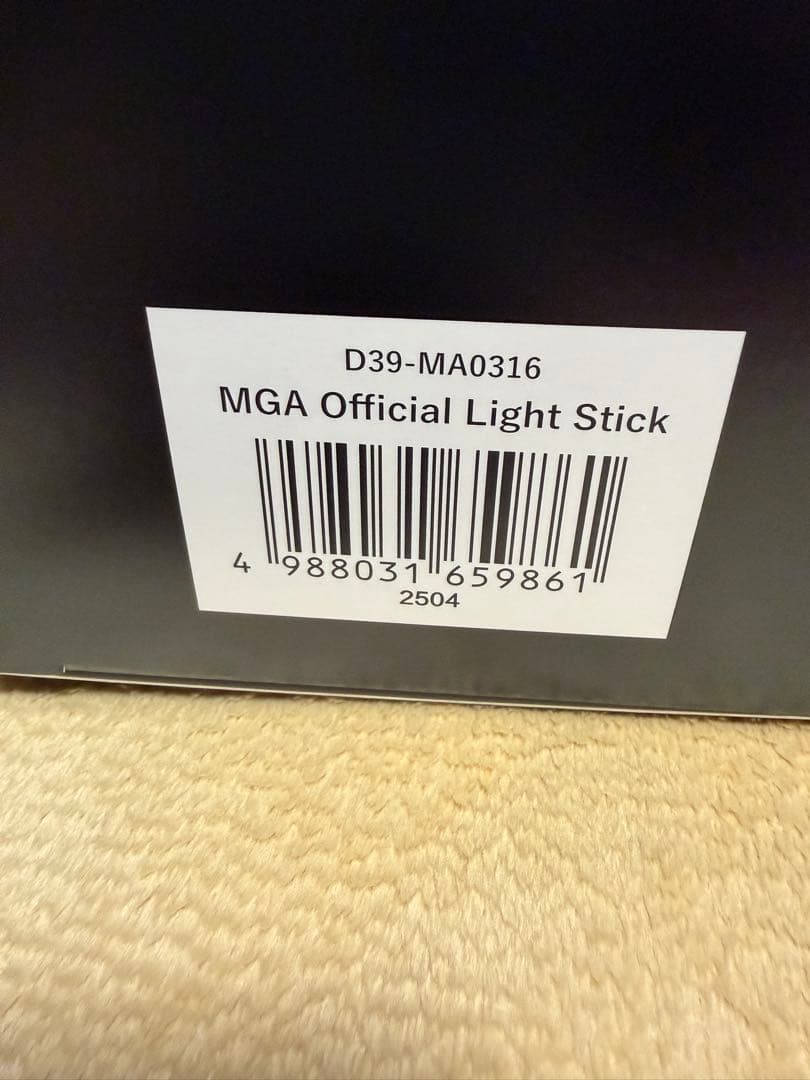 D39-MA0316
MGA Official Light Stick
4 988031 659861
2504